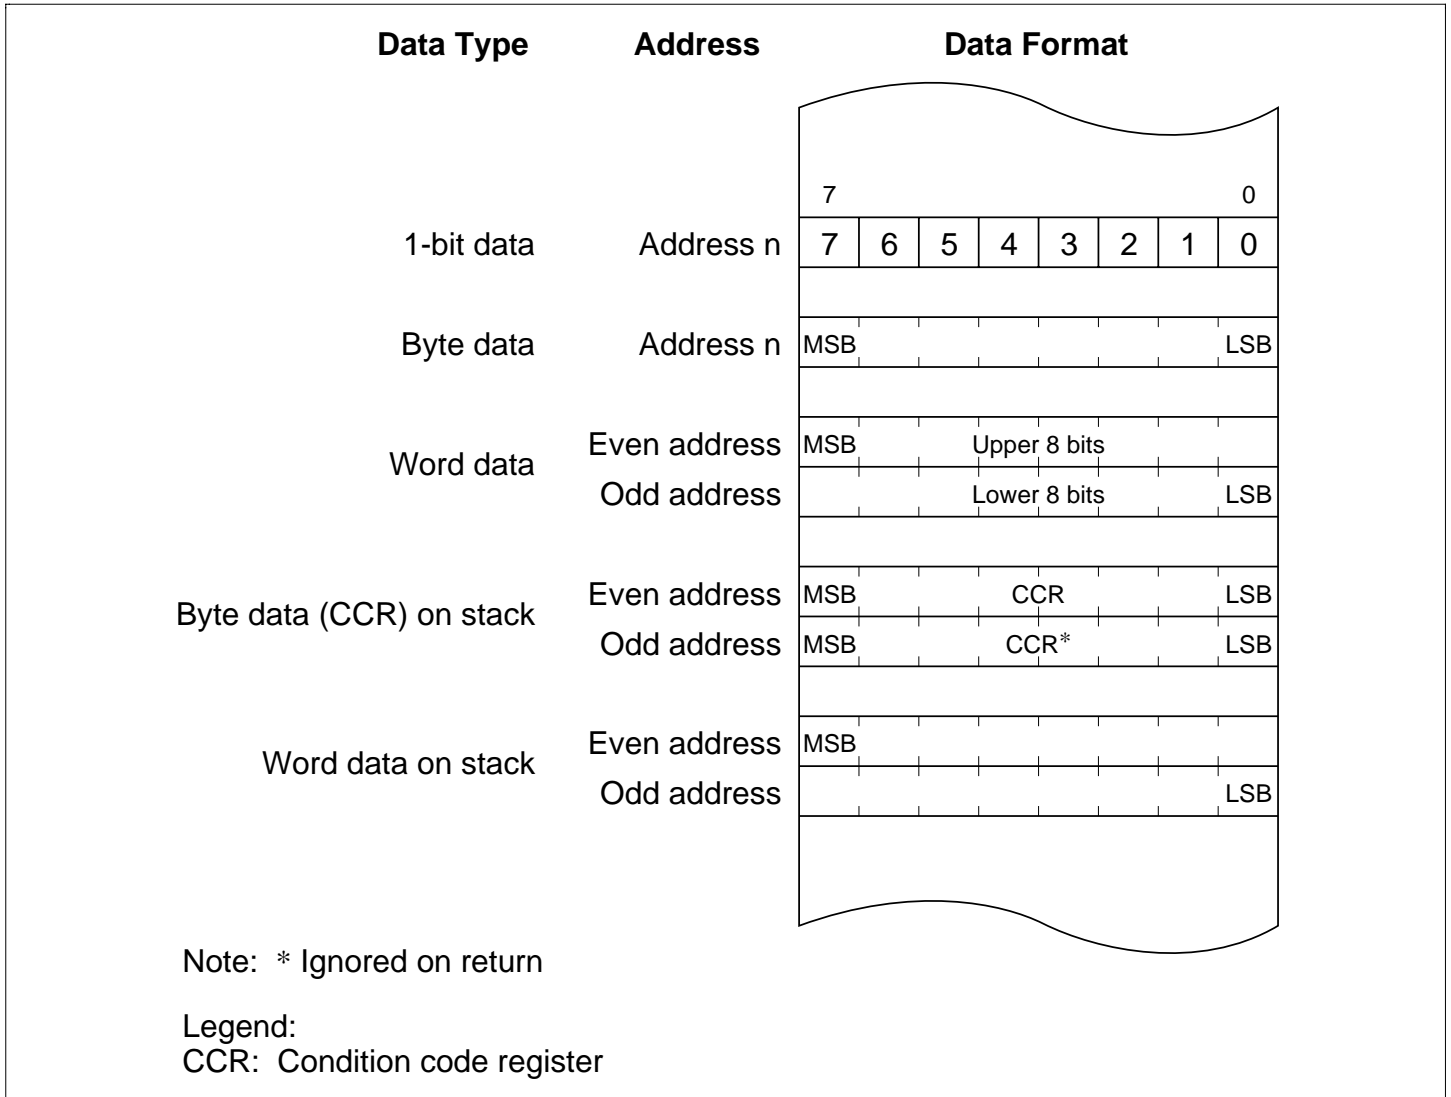 Data Type Address Data Format
7 0
1-bit data Address n 7 6 5 4 3 2 1 0
Byte data Address n MSB LSB
Word data
Even address MSB Upper 8 bits
Odd address Lower 8 bits LSB
Byte data (CCR) on stack
Even address MSB CCR LSB
Odd address MSB CCR* LSB
Word data on stack
Even address MSB
Odd address LSB
Note: * Ignored on return
Legend:
CCR: Condition code register